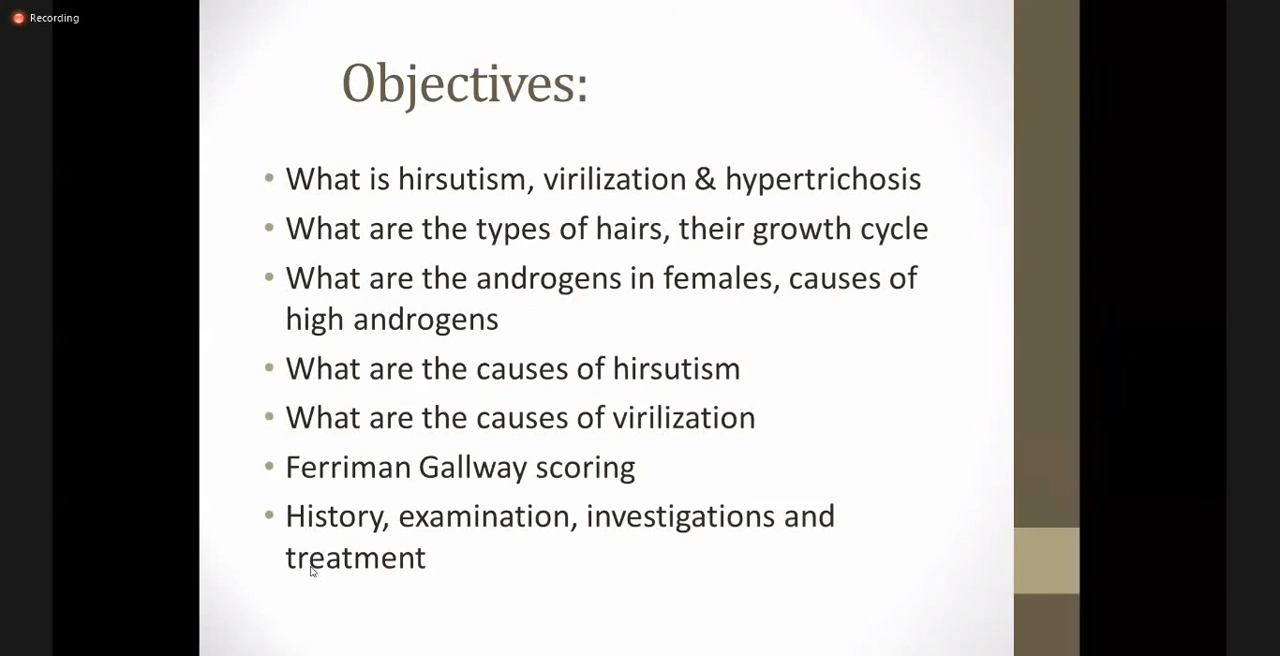 Recording
Objectives:
• What is hirsutism, virilization & hypertrichosis
• What are the types of hairs, their growth cycle
• What are the androgens in females, causes of
high androgens
• What are the causes of hirsutism
• What are the causes of virilization
• Ferriman Gallway scoring
• History, examination, investigations and
treatment